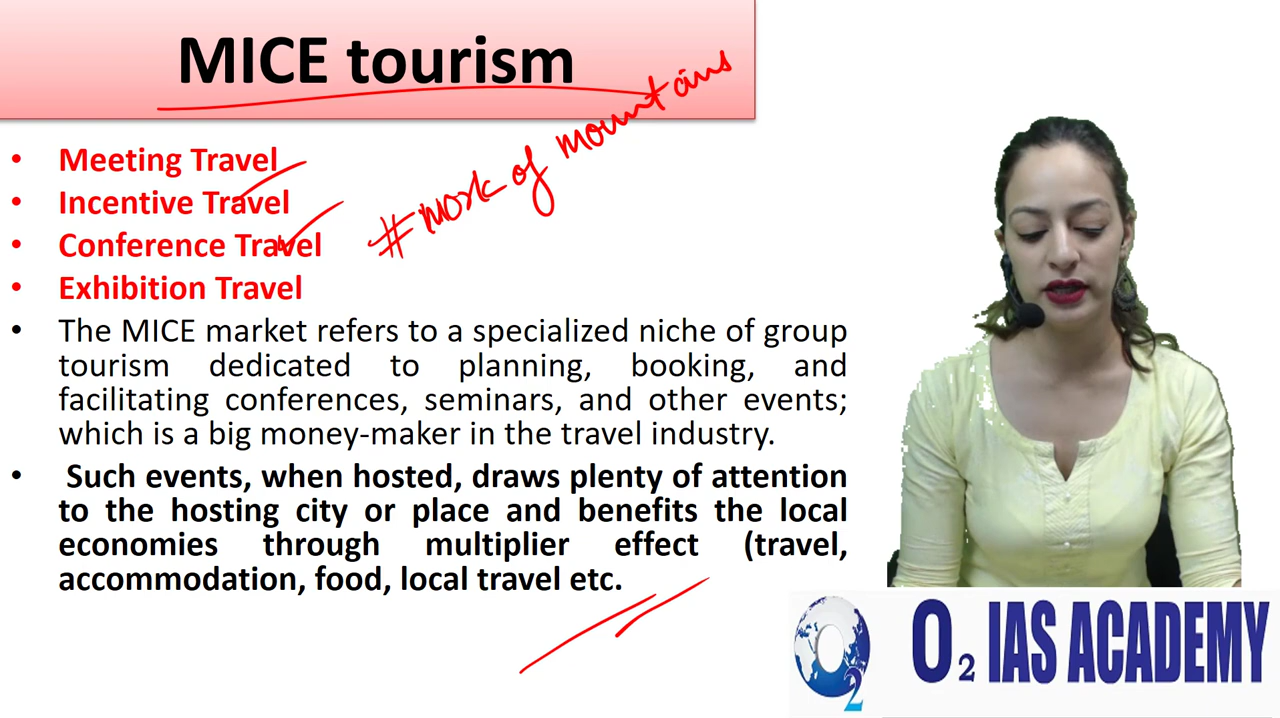 MICE tourism
• Meeting Travel
• Incentive Travel
• Conference Travel
• Exhibition Travel
#work of mountains
• The MICE market refers to a specialized niche of group
tourism dedicated to planning, booking, and
facilitating conferences, seminars, and other events;
which is a big money-maker in the travel industry.
• Such events, when hosted, draws plenty of attention
to the hosting city or place and benefits the local
economies through multiplier effect (travel,
accommodation, food, local travel etc.
O2
O2 IAS ACADEMY